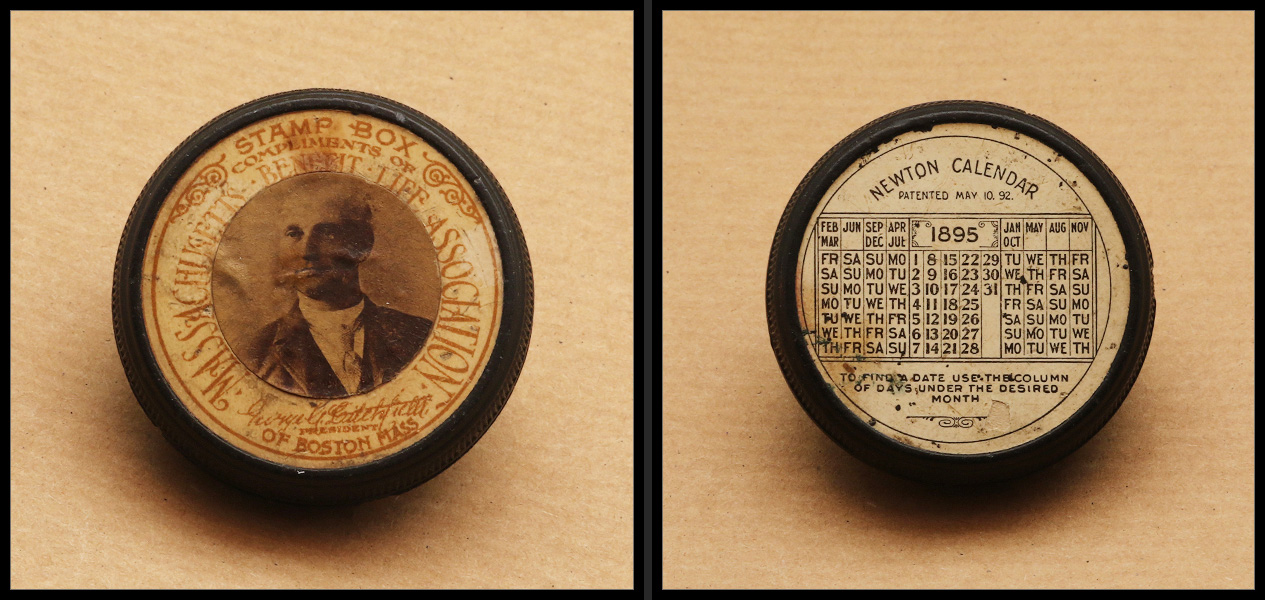 STAMP BOX
COMPLIMENTS OF
MASSACHUSETTS BENEFIT LIFE ASSOCIATION.
George A. Litchfield.
PRESIDENT
OF BOSTON MASS
NEWTON CALENDAR
PATENTED MAY 10. 92.
FEB JUN SEP APR 1895 JAN MAY AUG NOV
MAR DEC JUL OCT
FR SA SU MO 1 8 15 22 29 TU WE TH FR
SA SU MO TU 2 9 16 23 30 WE TH FR SA
SU MO TU WE 3 10 17 24 31 TH FR SA SU
MO TU WE TH 4 11 18 25 FR SA SU MO
TU WE TH FR 5 12 19 26 SA SU MO TU
WE TH FR SA 6 13 20 27 SU MO TU WE
TH FR SA SU 7 14 21 28 MO TU WE TH
TO FIND A DATE USE THE COLUMN
OF DAYS UNDER THE DESIRED
MONTH